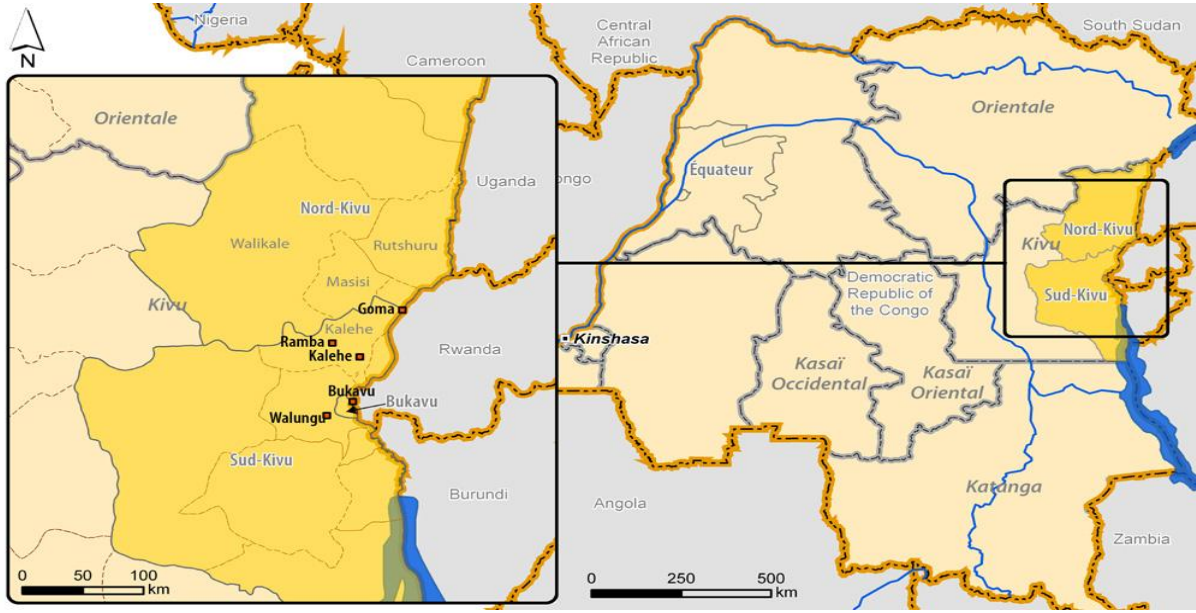 Nigeria
N
Cameroon
Central
African
Republic
South Sudan
Orientale
Nord-Kivu
Walikale
Rutshuru
Masisi
Kivu
Goma
Kalehe
Ramba
Kalehe
Bukavu
Bukavu
Walungu
Sud-Kivu
0 50 100
km
Uganda
ongo
Rwanda
Burundi
Orientale
Équateur
Kivu
Nord-Kivu
Sud-Kivu
Democratic
Republic of
the Congo
Kinshasa
Kasaï
Occidental
Kasaï
Oriental
Katanga
Angola
Zambia
0 250 500
km